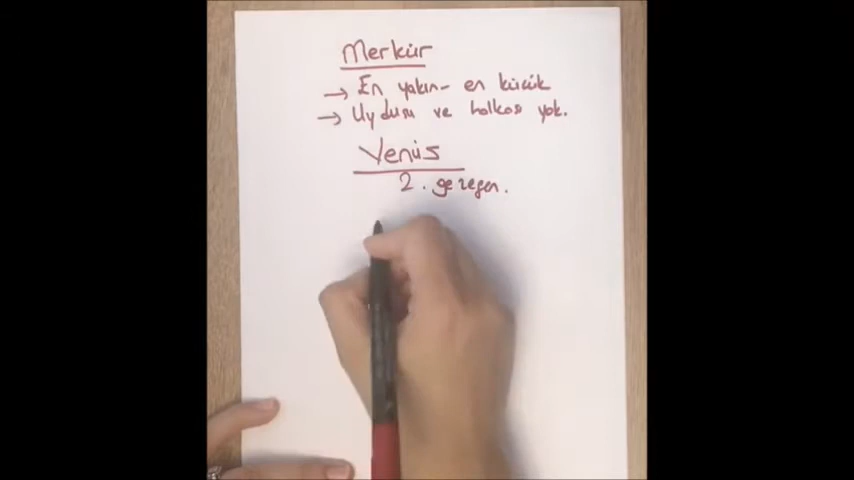 Merkür
→ En yakın - en küçük
→ Uydusu ve halkası yok.
Venüs
2. gezegen.